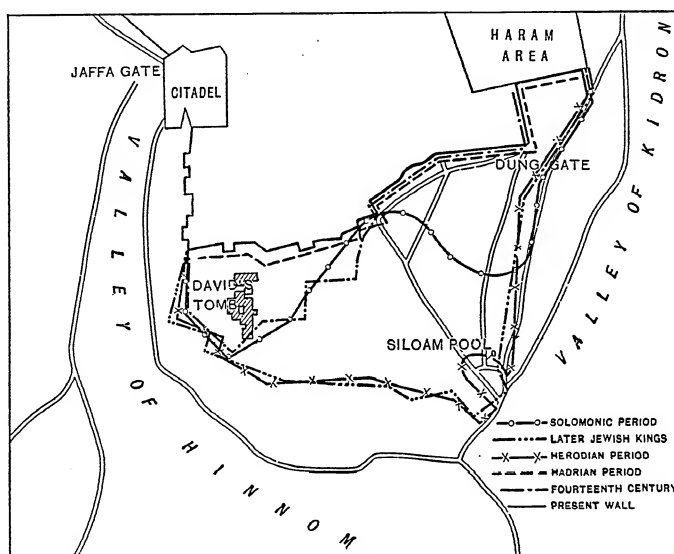 HARAM
AREA
JAFFA GATE
CITADEL
DUNG GATE
VALLEY OF KIDRON
VALLEY OF HINNOM
DAVID'S
TOMB
SILOAM POOL
SOLOMONIC PERIOD
LATER JEWISH KINGS
HERODIAN PERIOD
HADRIAN PERIOD
FOURTEENTH CENTURY
PRESENT WALL